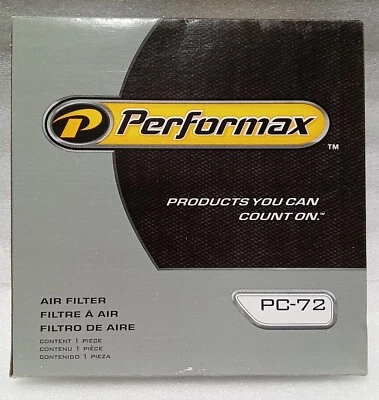 P Performax
™
PRODUCTS YOU CAN
COUNT ON.™
AIR FILTER
FILTRE À AIR
FILTRO DE AIRE
CONTENT 1 PIECE
CONTENU 1 PIÈCE
CONTENIDO 1 PIEZA
PC-72